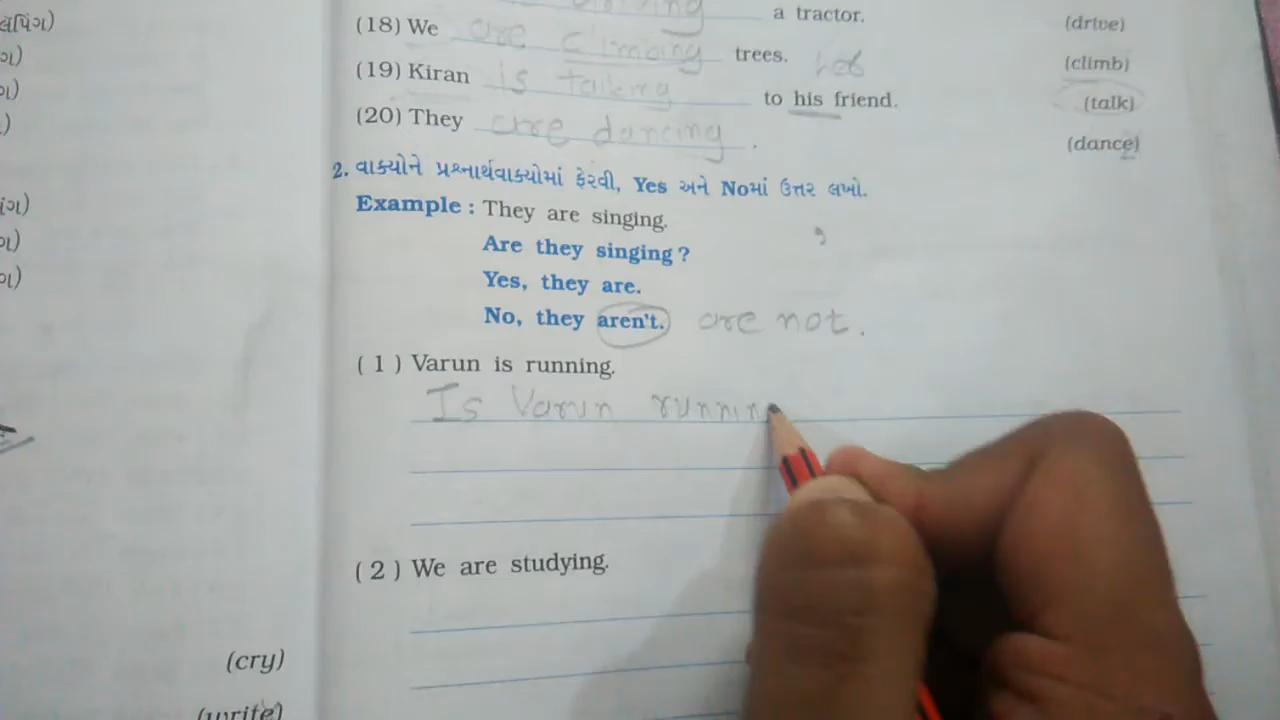 a tractor. (drive)
લૅપિંગ)
(18) We are climbing trees. (climb)
(19) Kiran is talking to his friend. (talk)
(20) They are dancing. (dance)
2. વાક્યોને પ્રશ્નાર્થવાક્યોમાં ફેરવી, Yes અને Noમાં ઉત્તર લખો.
Example : They are singing.
Are they singing ?
Yes, they are.
No, they aren't. are not.
( 1 ) Varun is running.
Is Varun runnin
( 2 ) We are studying.
(cry)
(write)